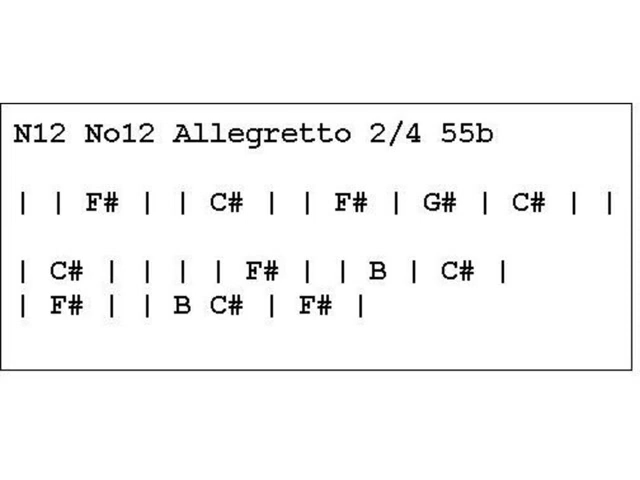 N12 No12 Allegretto 2/4 55b
| | F# | | C# | | F# | G# | C# | |
| C# | | | | F# | | B | C# |
| F# | | B C# | F# |